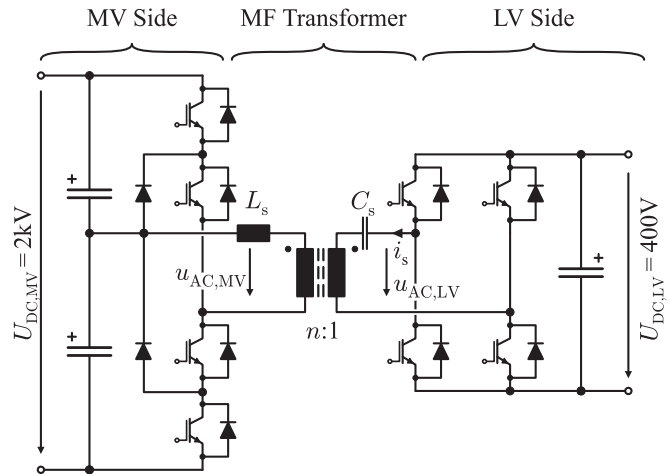 MV Side
MF Transformer
LV Side
+
+
U_DC,MV = 2kV
L_s
u_AC,MV
n:1
C_s
i_s
u_AC,LV
+
U_DC,LV = 400V